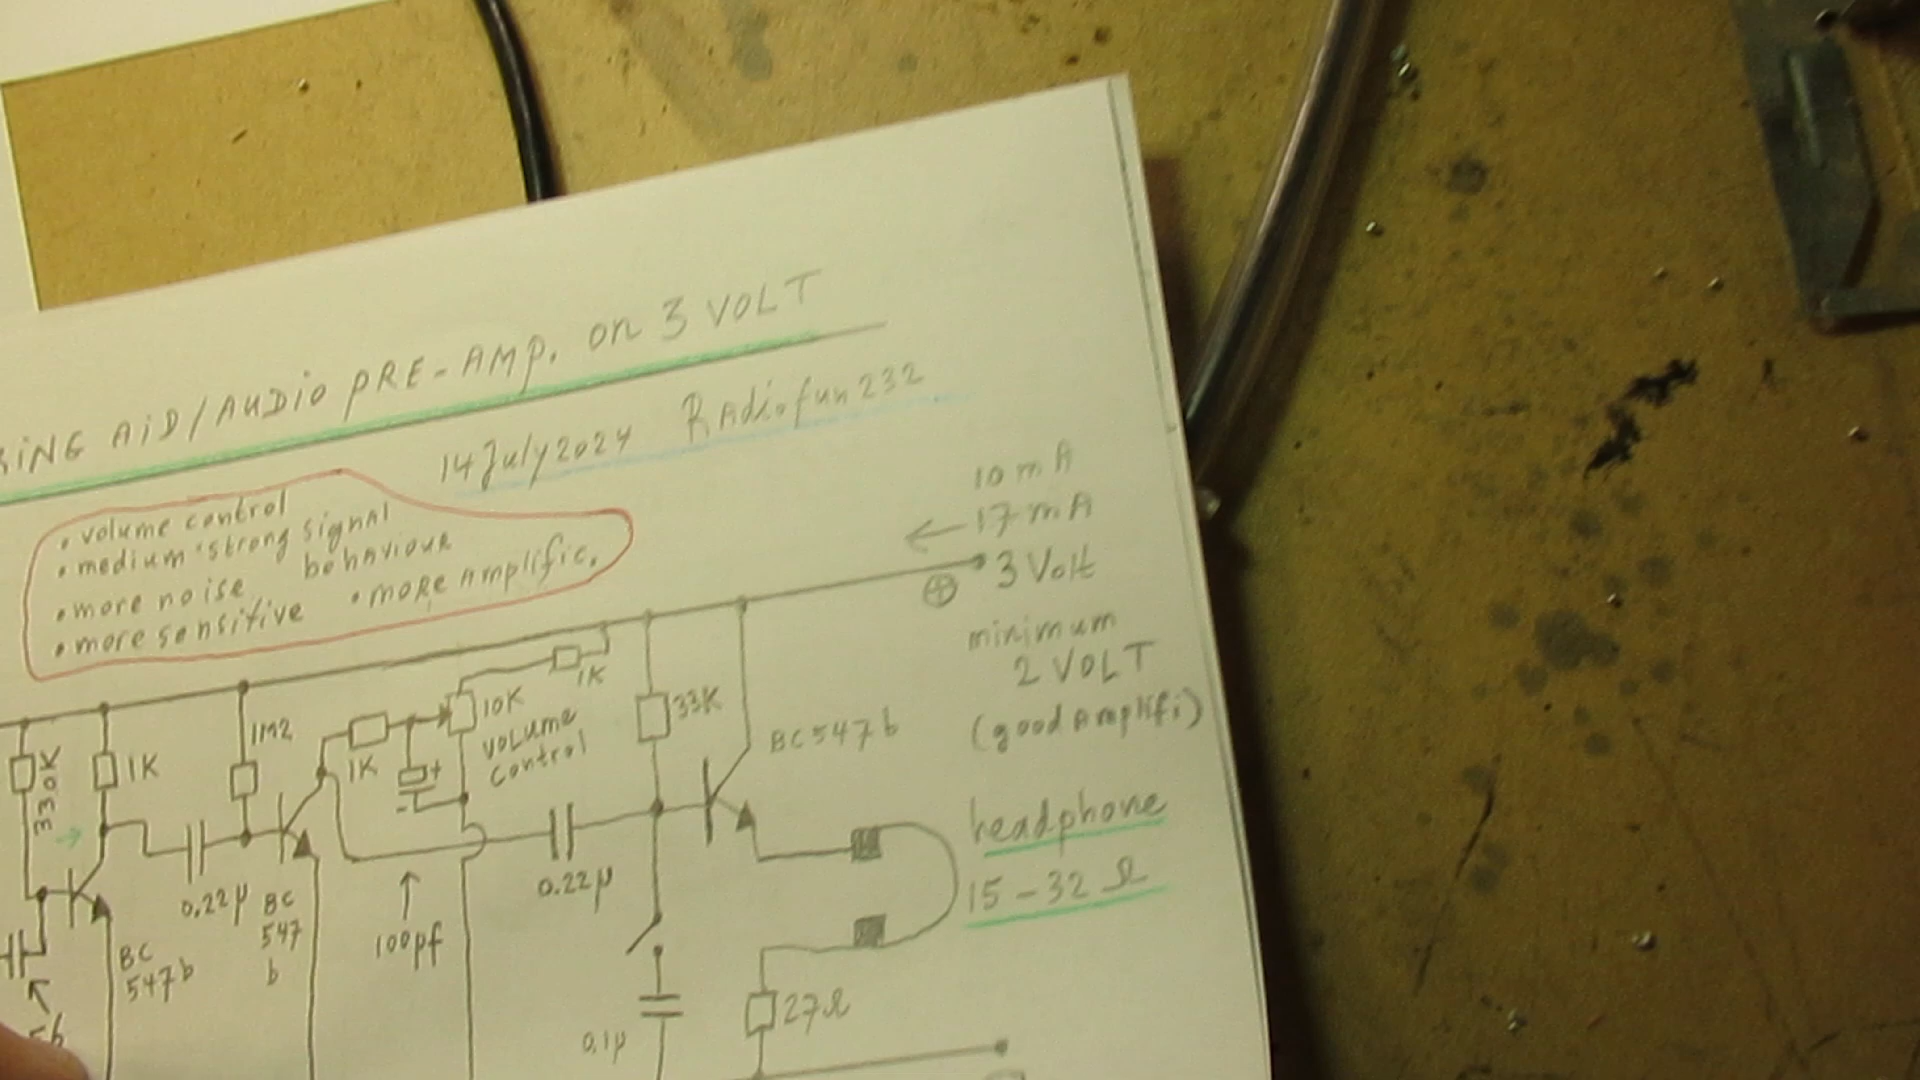 RING AID/AUDIO PRE-AMP. on 3 VOLT
14 July 2024 Radiofun232
• volume control
• medium-strong signal
behaviour
• more noise
• more amplific.
• more sensitive
10 mA
17 mA
3 Volt
+
minimum
2 VOLT
(good Amplifi)
1K
10K
volume
control
33K
BC547b
330K
1K
1M2
1K
+
-
headphone
15-32 Ω
0.22µ
0.22µ
BC
547
b
BC
547b
100pf
56
0,1µ
27Ω